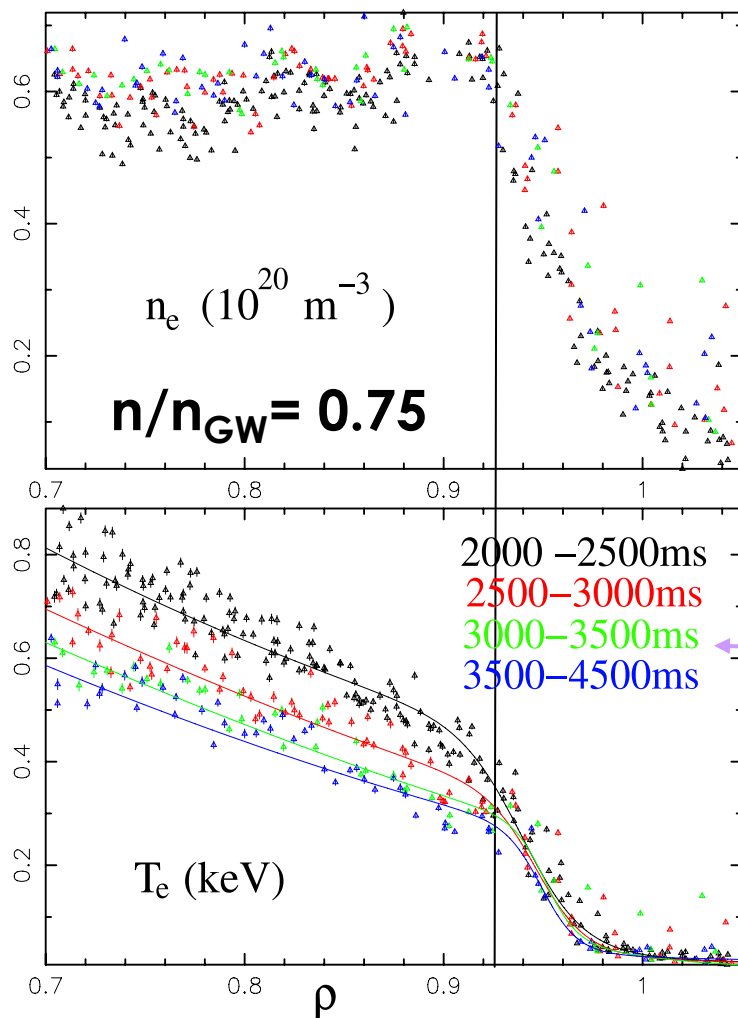 0.6
0.4
0.2
n_e (10^20 m^−3)
n/n_GW= 0.75
0.7 0.8 0.9 1
0.8
0.6
0.4
0.2
2000 −2500ms
2500−3000ms
3000−3500ms
3500−4500ms
T_e (keV)
0.7 0.8 0.9 1
ρ